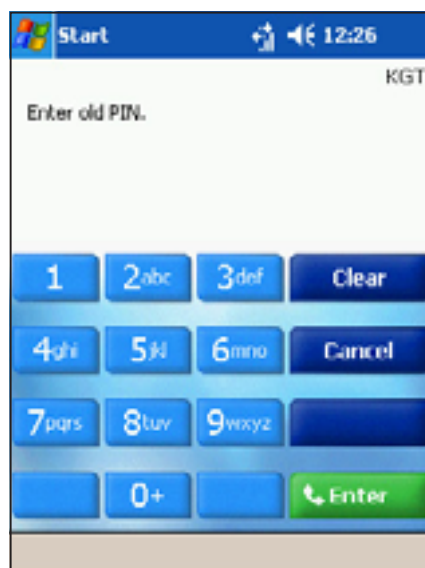 Start 12:26
KGT
Enter old PIN.
1 2abc 3def Clear
4ghi 5jkl 6mno Cancel
7pqrs 8tuv 9wxyz
0+ Enter